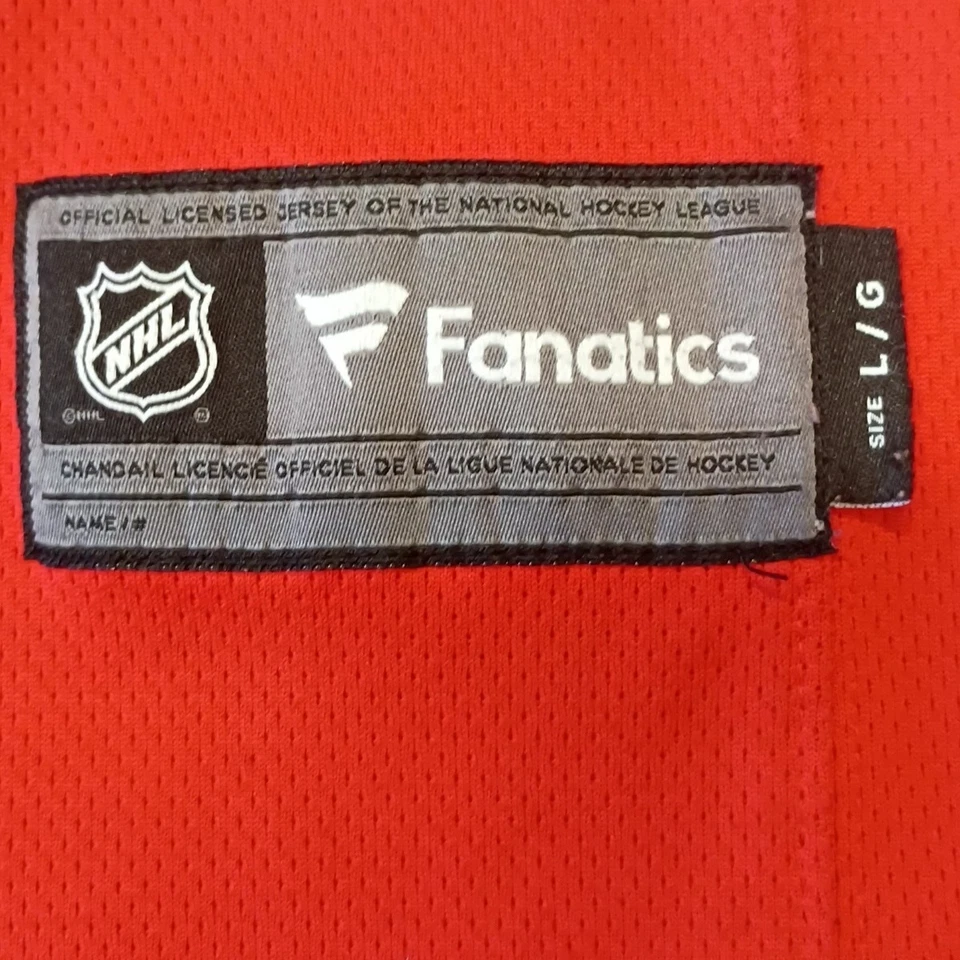 OFFICIAL LICENSED JERSEY OF THE NATIONAL HOCKEY LEAGUE
NHL
Fanatics
©NHL
CHANDAIL LICENCIÉ OFFICIEL DE LA LIGUE NATIONALE DE HOCKEY
NAME / #
SIZE L / G